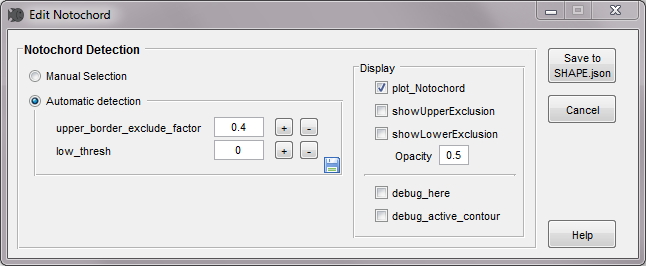 Edit Notochord
Notochord Detection
Manual Selection
Automatic detection
upper_border_exclude_factor 0.4 + -
low_thresh 0 + -
Display
plot_Notochord
showUpperExclusion
showLowerExclusion
Opacity 0.5
debug_here
debug_active_contour
Save to
SHAPE.json
Cancel
Help